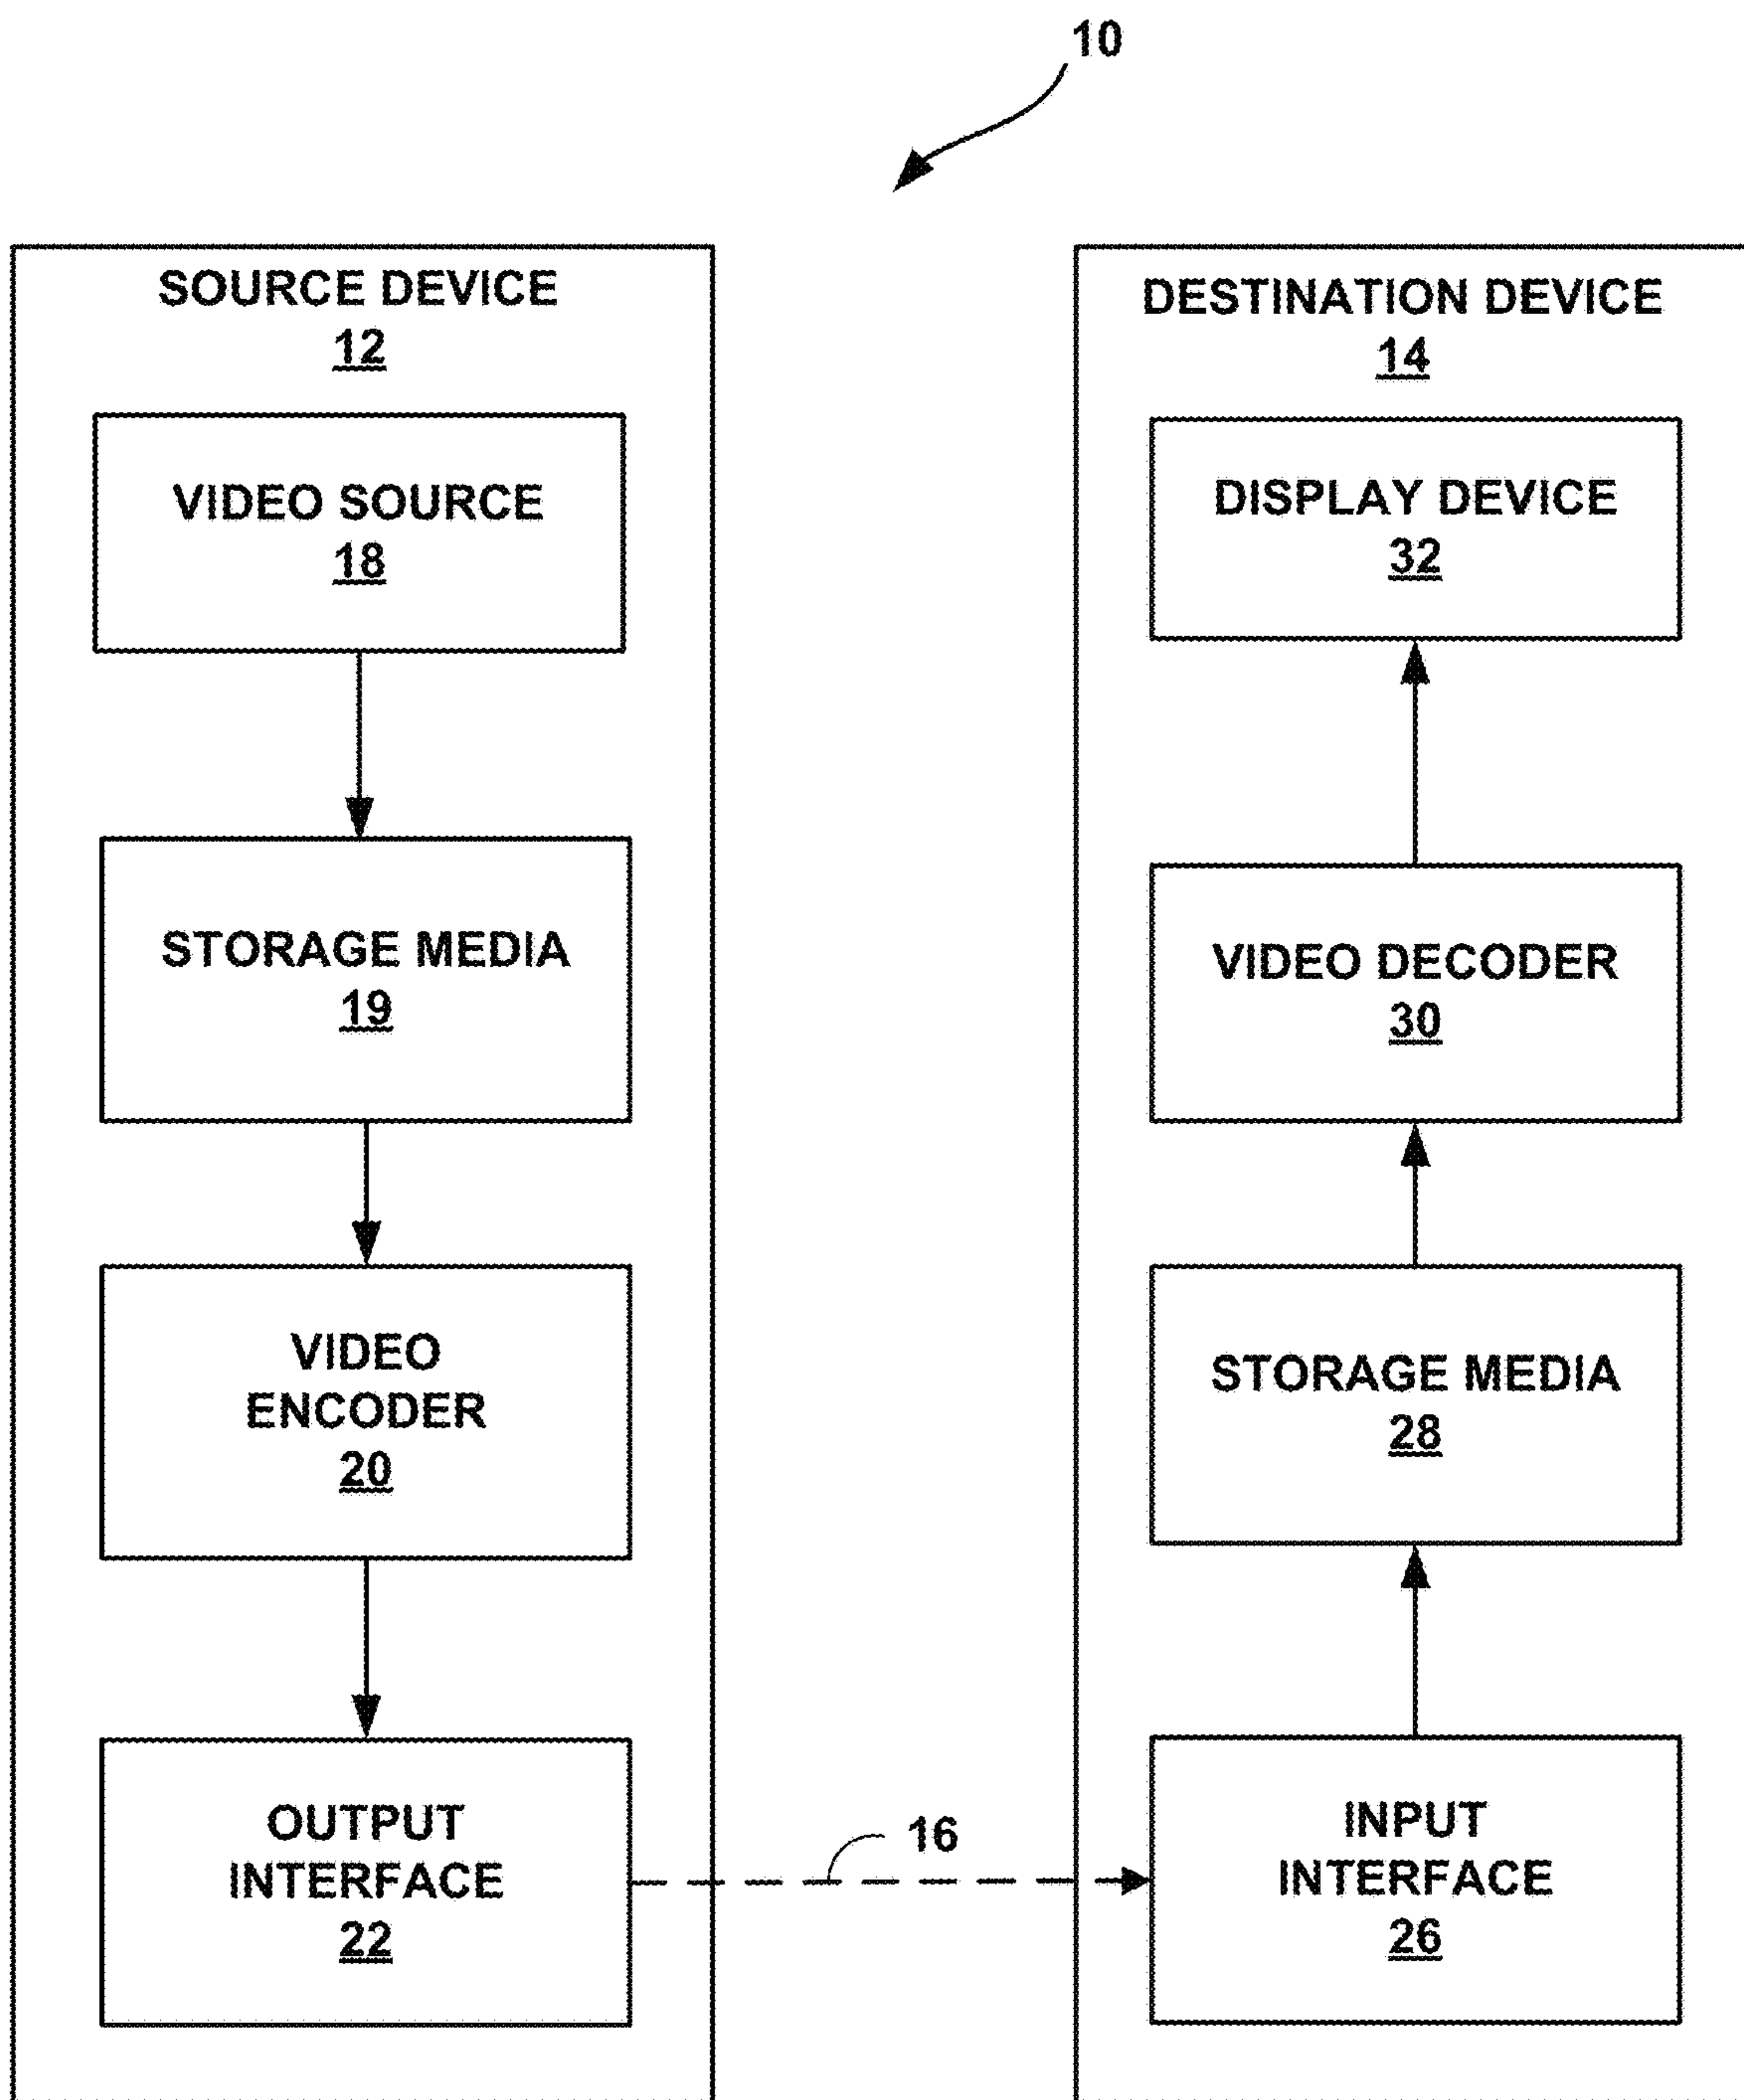 10
SOURCE DEVICE
12
VIDEO SOURCE
18
STORAGE MEDIA
19
VIDEO
ENCODER
20
OUTPUT
INTERFACE
22
16
DESTINATION DEVICE
14
DISPLAY DEVICE
32
VIDEO DECODER
30
STORAGE MEDIA
28
INPUT
INTERFACE
26